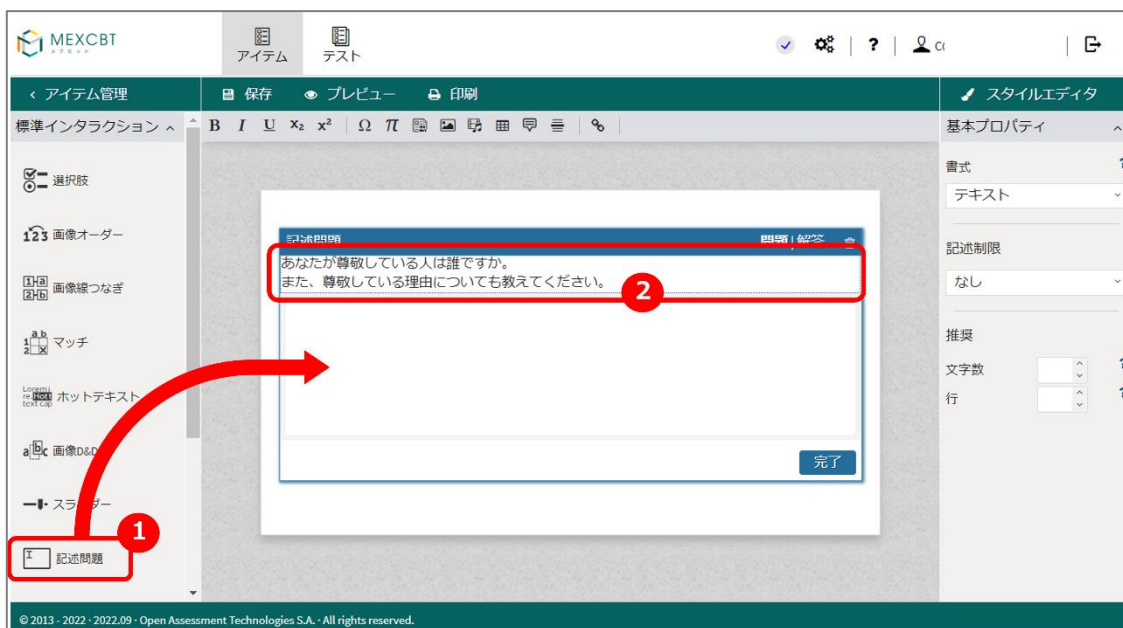 MEXCBT
メクビット
アイテム
テスト
?
アイテム管理
保存
プレビュー
印刷
スタイルエディタ
標準インタラクション
B I U x₂ x² Ω π
基本プロパティ
選択肢
書式
テキスト
123 画像オーダー
記述問題
問題 | 解答
あなたが尊敬している人は誰ですか。
また、尊敬している理由についても教えてください。
2
記述制限
なし
画像線つなぎ
マッチ
推奨
文字数
行
ホットテキスト
a b c 画像D&D
完了
1
記述問題
© 2013 - 2022 · 2022.09 · Open Assessment Technologies S.A. · All rights reserved.